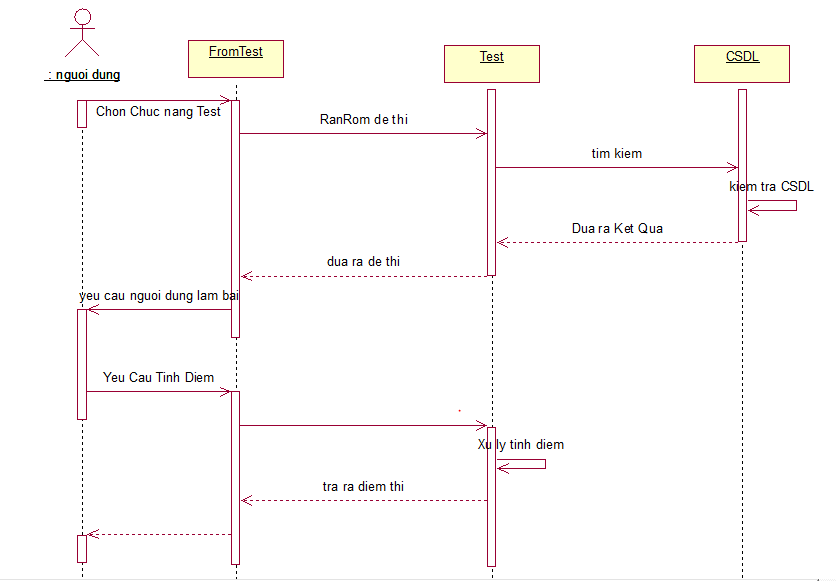 FromTest
Test
CSDL
: nguoi dung
Chon Chuc nang Test
RanRom de thi
tim kiem
kiem tra CSDL
Dua ra Ket Qua
dua ra de thi
yeu cau nguoi dung lam bai
Yeu Cau Tinh Diem
Xu ly tinh diem
tra ra diem thi